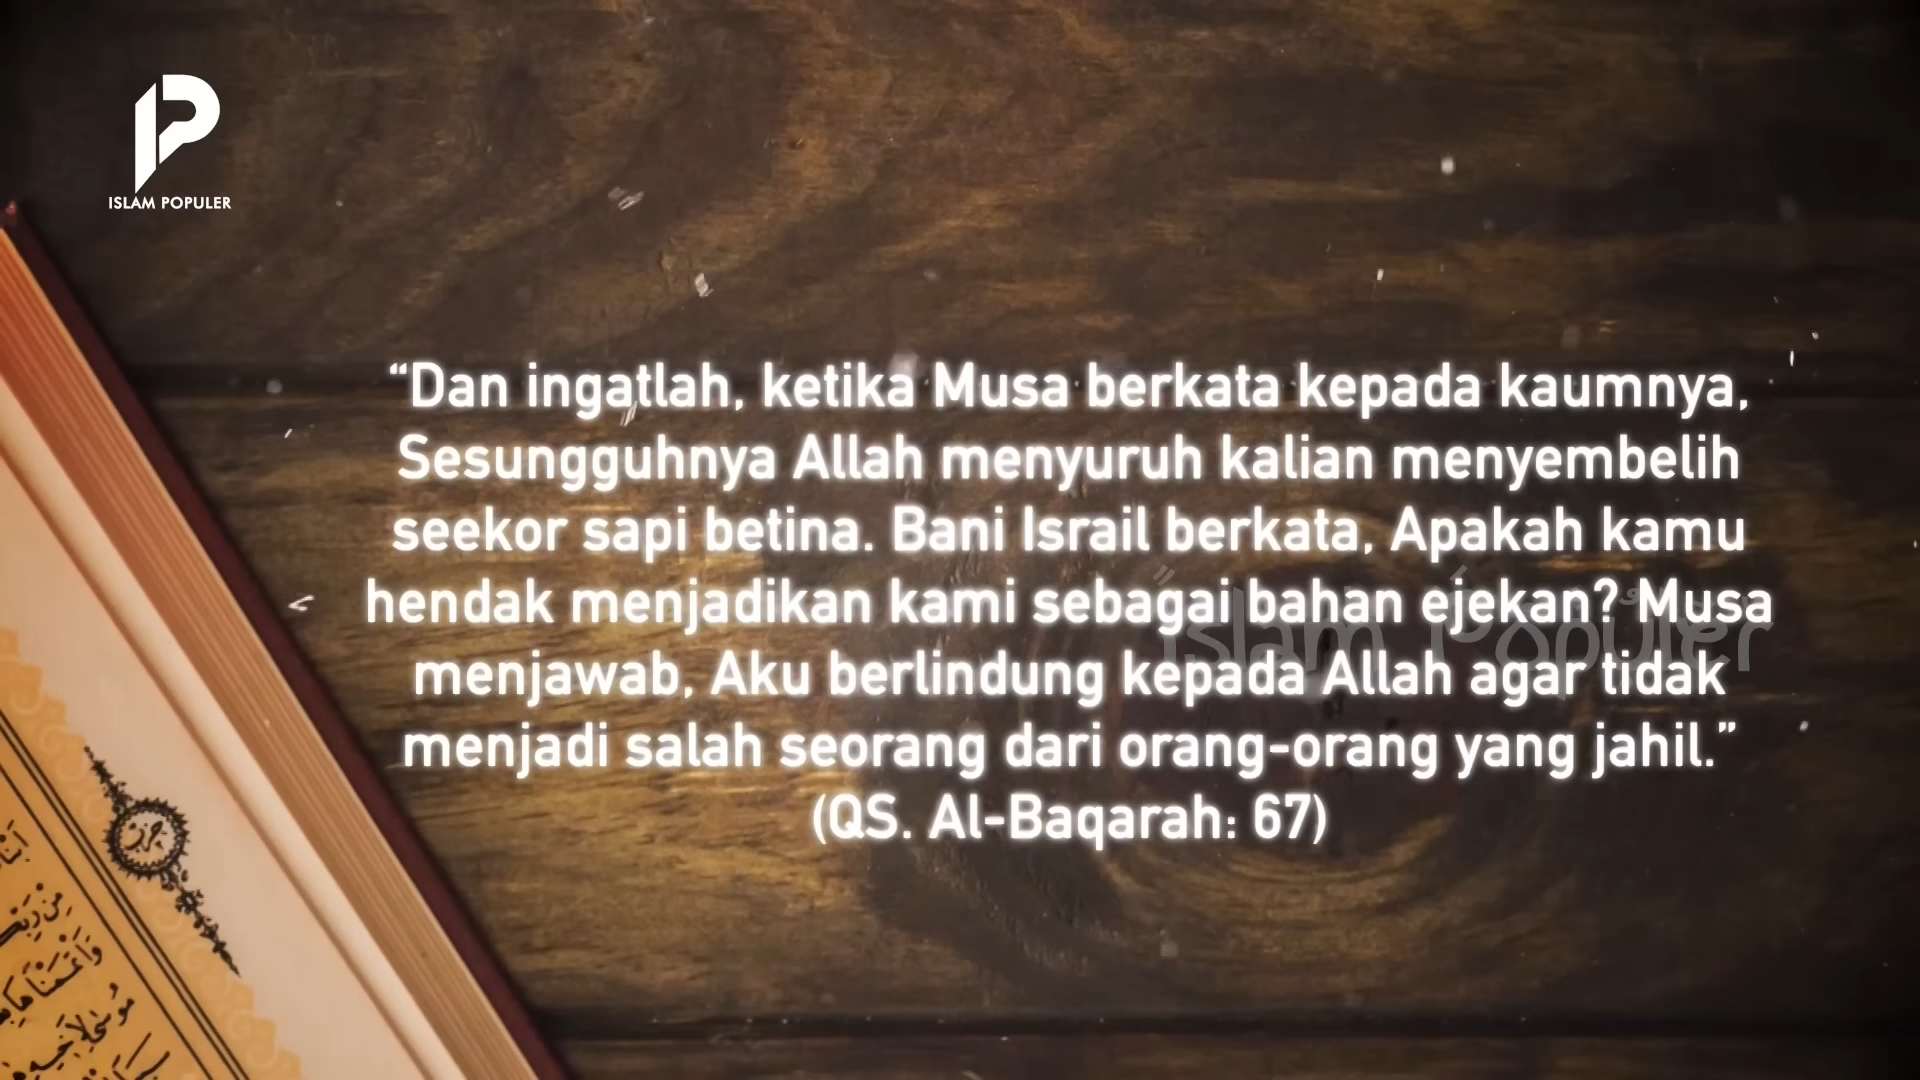 ISLAM POPULER
“Dan ingatlah, ketika Musa berkata kepada kaumnya,
Sesungguhnya Allah menyuruh kalian menyembelih
seekor sapi betina. Bani Israil berkata, Apakah kamu
hendak menjadikan kami sebagai bahan ejekan? Musa
menjawab, Aku berlindung kepada Allah agar tidak
menjadi salah seorang dari orang-orang yang jahil.”
(QS. Al-Baqarah: 67)
Islam Populer